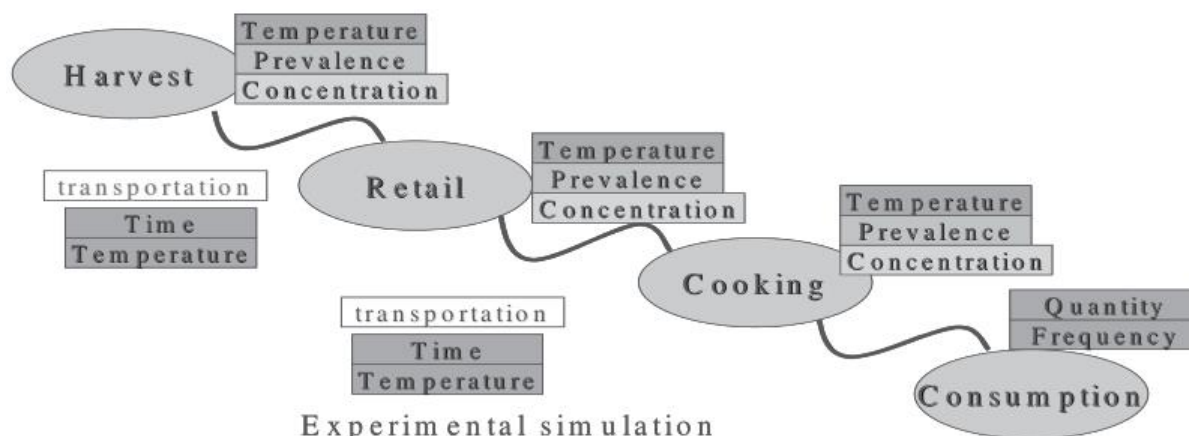 Temperature
Prevalence
Concentration
Harvest
transportation
Time
Temperature
Retail
Temperature
Prevalence
Concentration
transportation
Time
Temperature
Cooking
Temperature
Prevalence
Concentration
Quantity
Frequency
Consumption
Experimental simulation